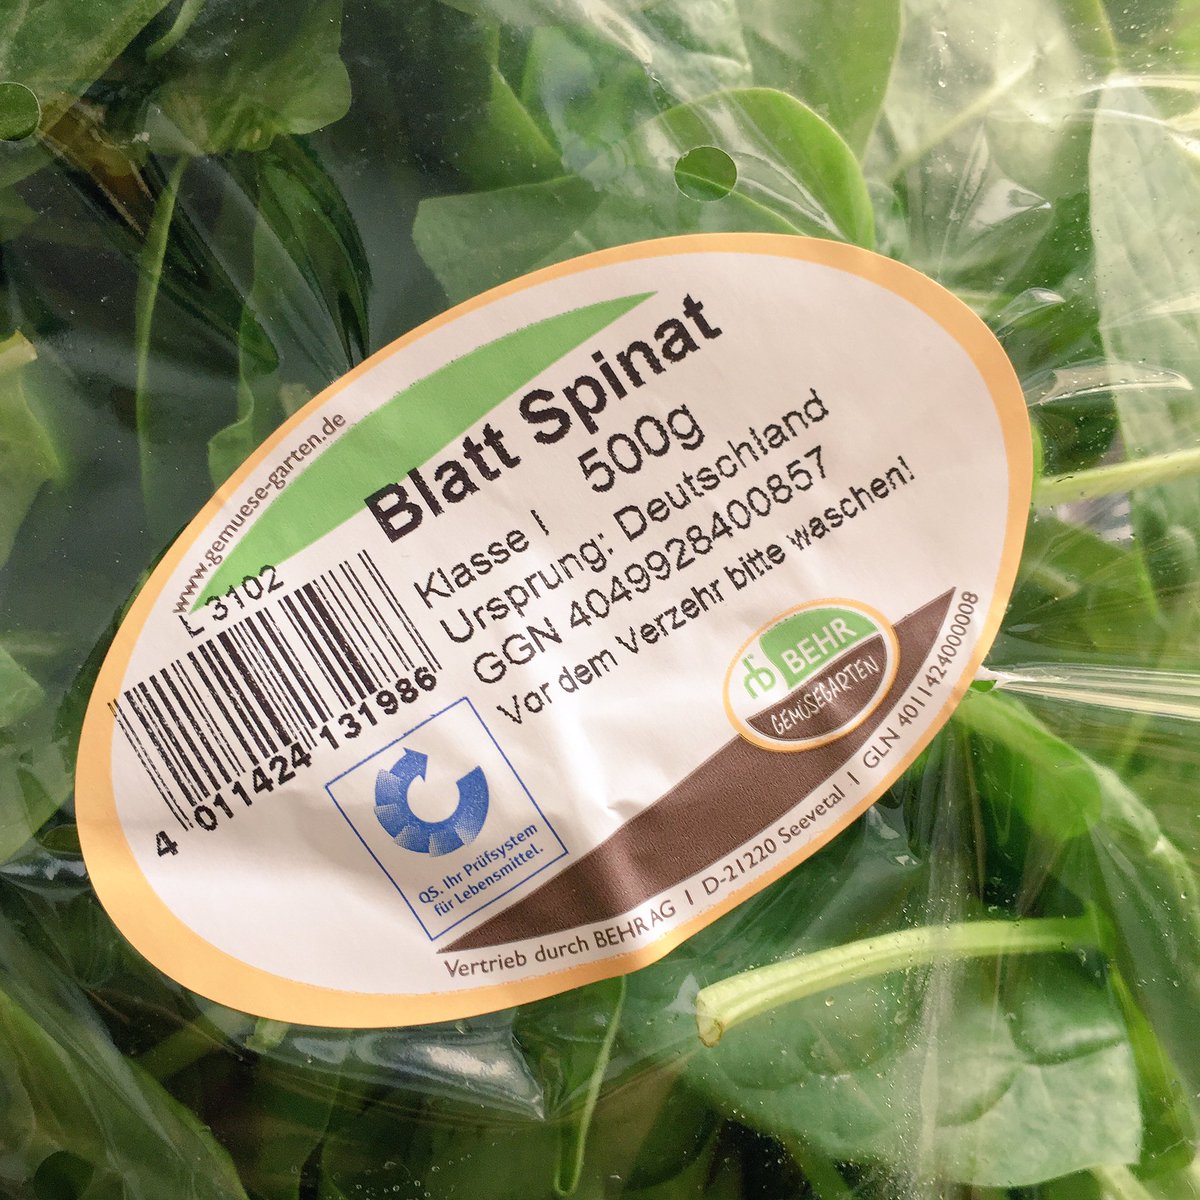 www.gemuese-garten.de
Blatt Spinat
500g
Klasse I
Ursprung: Deutschland
GGN 4049928400857
Vor dem Verzehr bitte waschen!
L 3102
4 011424 131986
QS. Ihr Prüfsystem
für Lebensmittel.
BEHR
GEMÜSEGARTEN
Vertrieb durch BEHR AG | D-21220 Seevetal | GLN 4011424000008